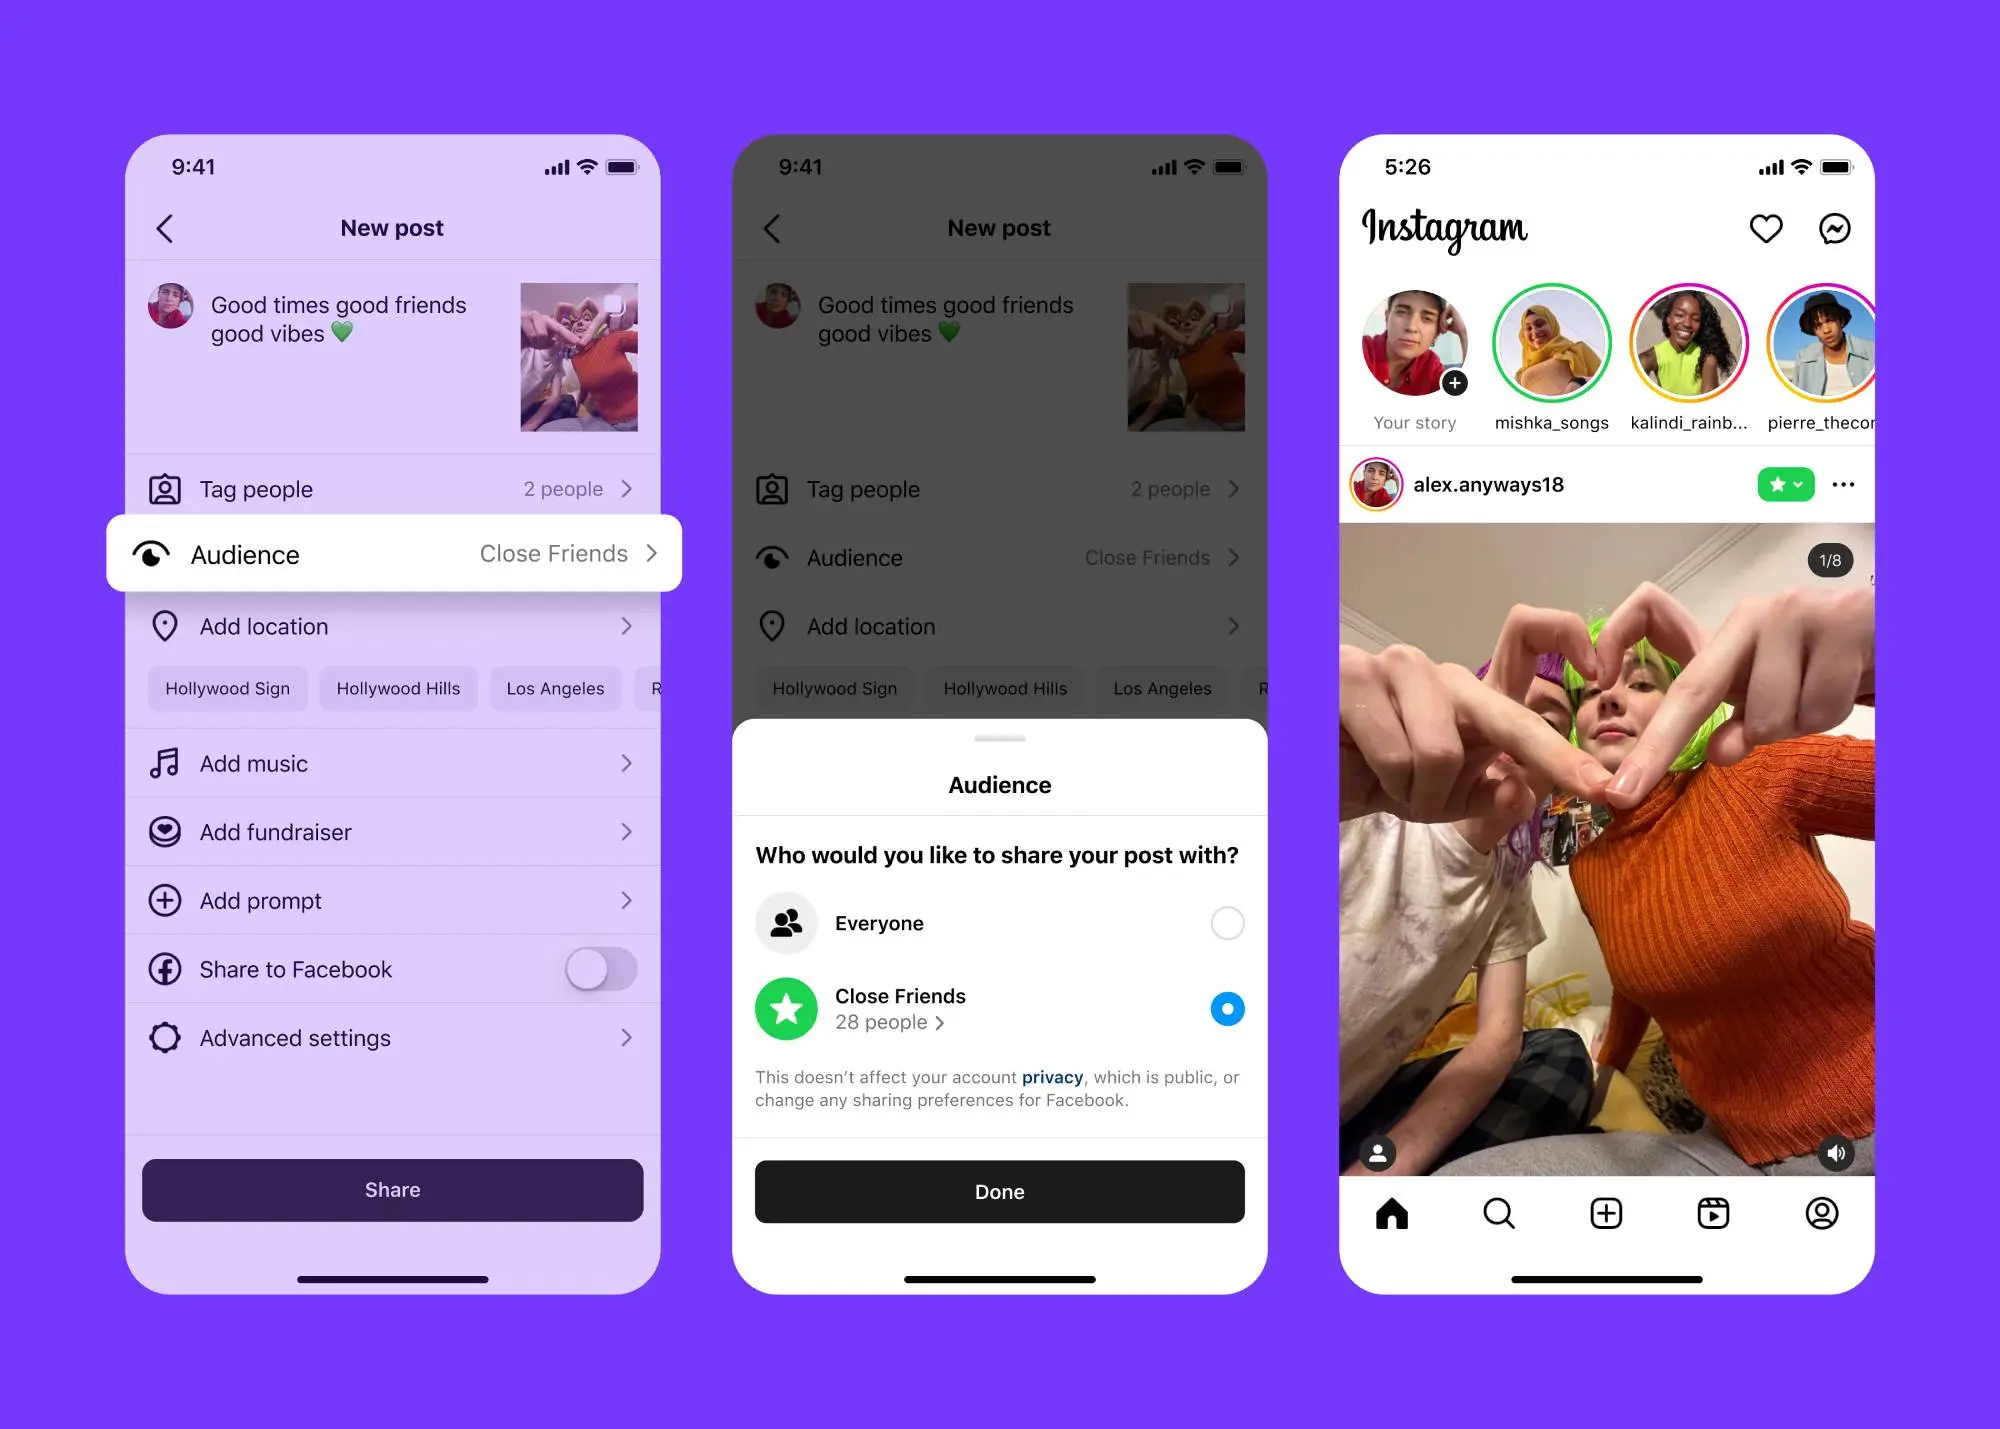 9:41
New post
Good times good friends
good vibes 💚
Tag people
2 people
Audience
Close Friends
Add location
Hollywood Sign
Hollywood Hills
Los Angeles
R
Add music
Add fundraiser
Add prompt
Share to Facebook
Advanced settings
Share
9:41
New post
Good times good friends
good vibes 💚
Tag people
2 people
Audience
Close Friends
Add location
Hollywood Sign
Hollywood Hills
Los Angeles
R
Audience
Who would you like to share your post with?
Everyone
Close Friends
28 people
This doesn’t affect your account privacy, which is public, or
change any sharing preferences for Facebook.
Done
5:26
Instagram
Your story
mishka_songs
kalindi_rainb...
pierre_thecor
alex.anyways18
1/8